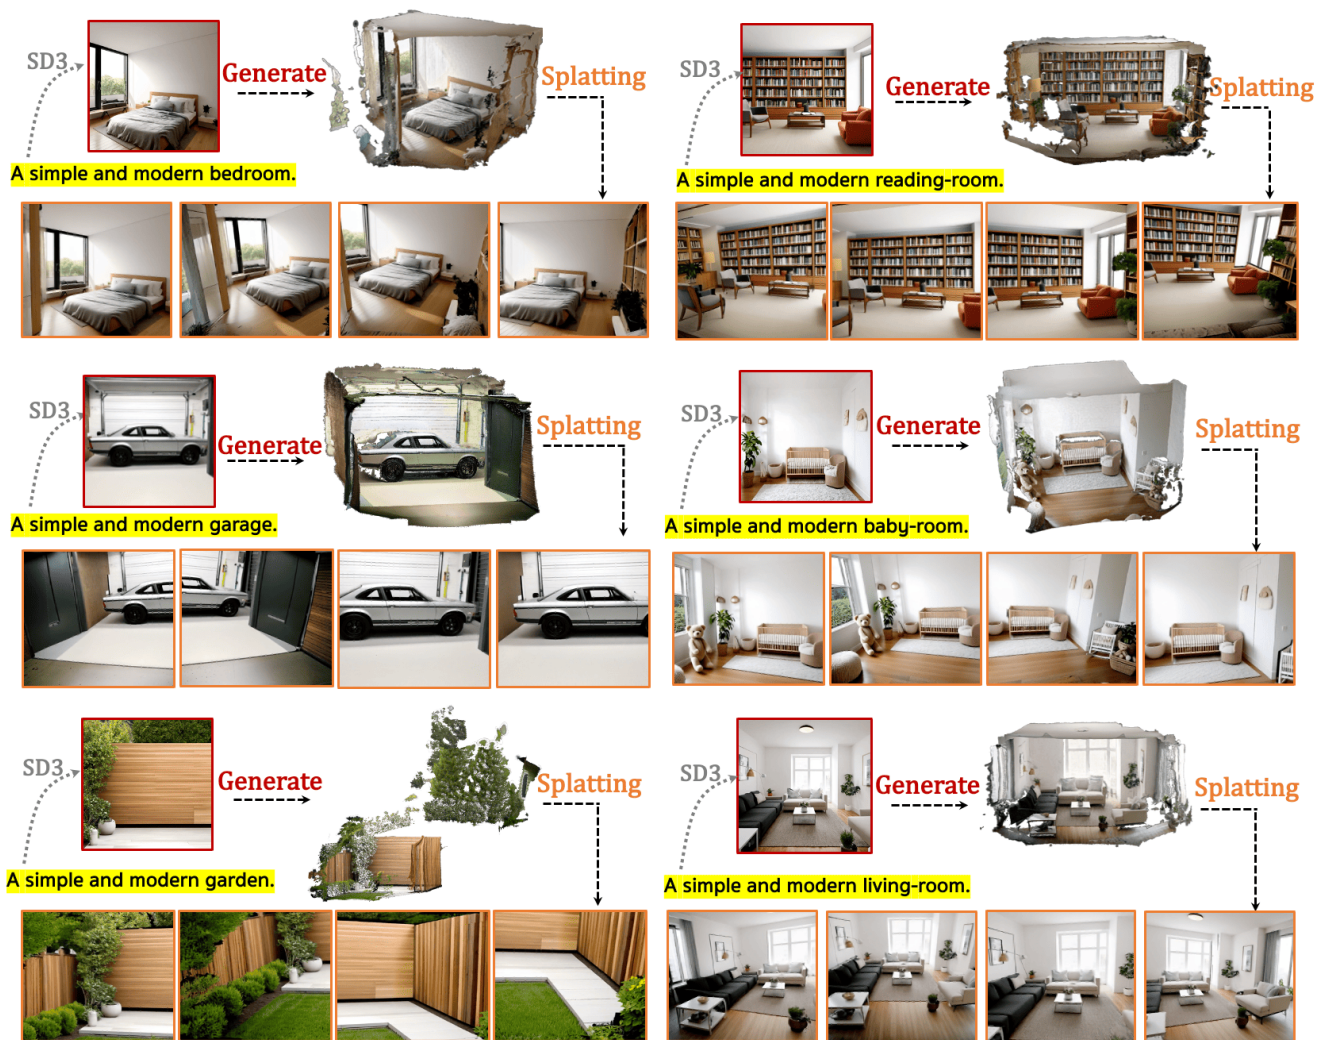 SD3
Generate
Splatting
A simple and modern bedroom.
SD3
Generate
Splatting
A simple and modern reading-room.
SD3
Generate
Splatting
A simple and modern garage.
SD3
Generate
Splatting
A simple and modern baby-room.
SD3
Generate
Splatting
A simple and modern garden.
SD3
Generate
Splatting
A simple and modern living-room.